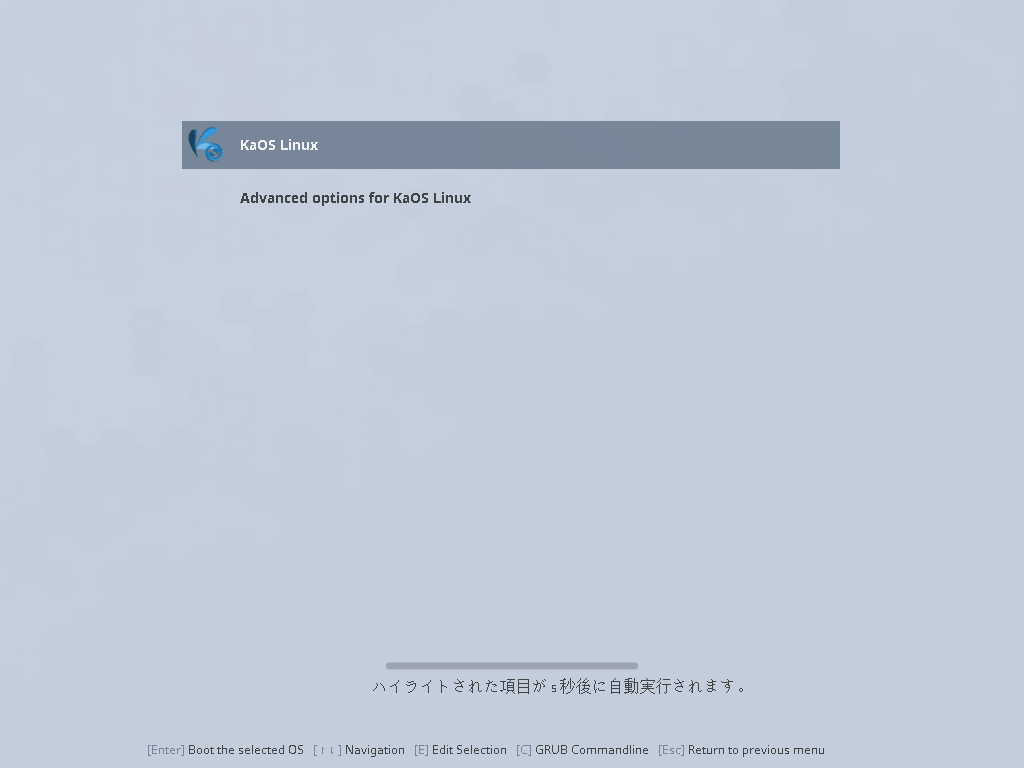 KaOS Linux
Advanced options for KaOS Linux
ハイライトされた項目が 5秒後に自動実行されます。
[Enter] Boot the selected OS [↑↓] Navigation [E] Edit Selection [C] GRUB Commandline [Esc] Return to previous menu